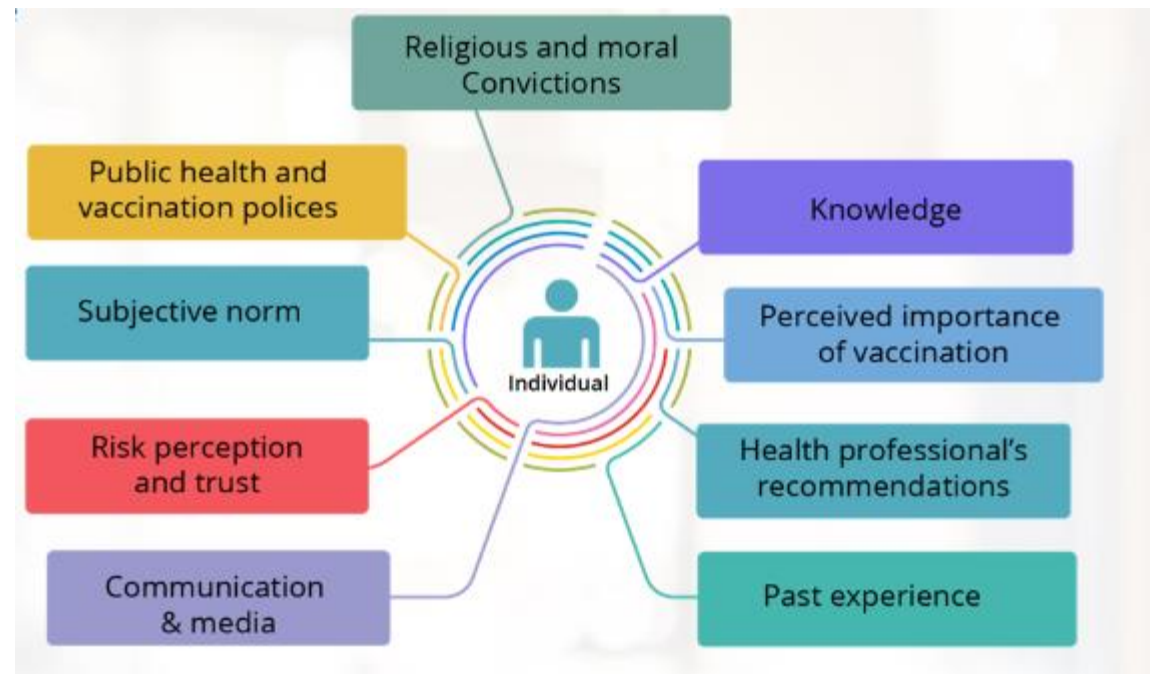 Religious and moral
Convictions
Public health and
vaccination polices
Knowledge
Subjective norm
Perceived importance
of vaccination
Individual
Risk perception
and trust
Health professional’s
recommendations
Communication
& media
Past experience